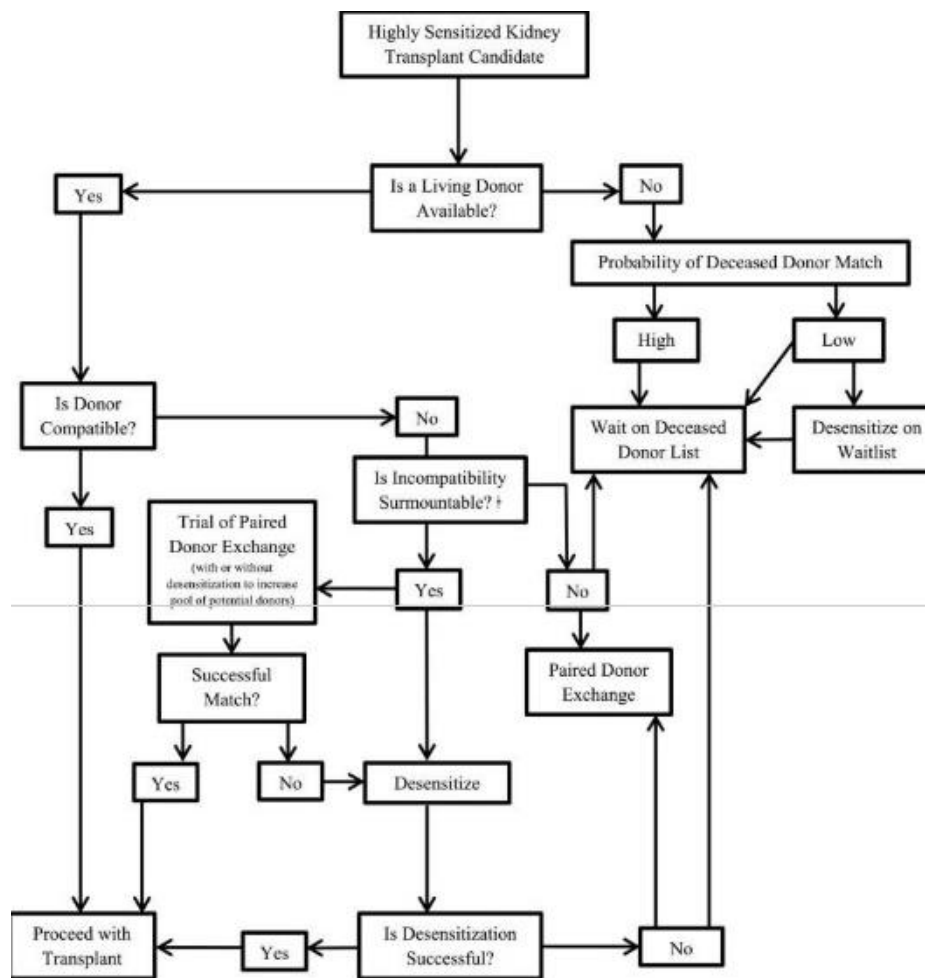 Highly Sensitized Kidney
Transplant Candidate
Is a Living Donor
Available?
Yes
No
Probability of Deceased Donor Match
High
Low
Is Donor
Compatible?
No
Wait on Deceased
Donor List
Desensitize on
Waitlist
Is Incompatibility
Surmountable? †
Yes
Trial of Paired
Donor Exchange
(with or without
desensitization to increase
pool of potential donors)
Yes
No
Successful
Match?
Paired Donor
Exchange
Yes
No
Desensitize
Proceed with
Transplant
Yes
Is Desensitization
Successful?
No